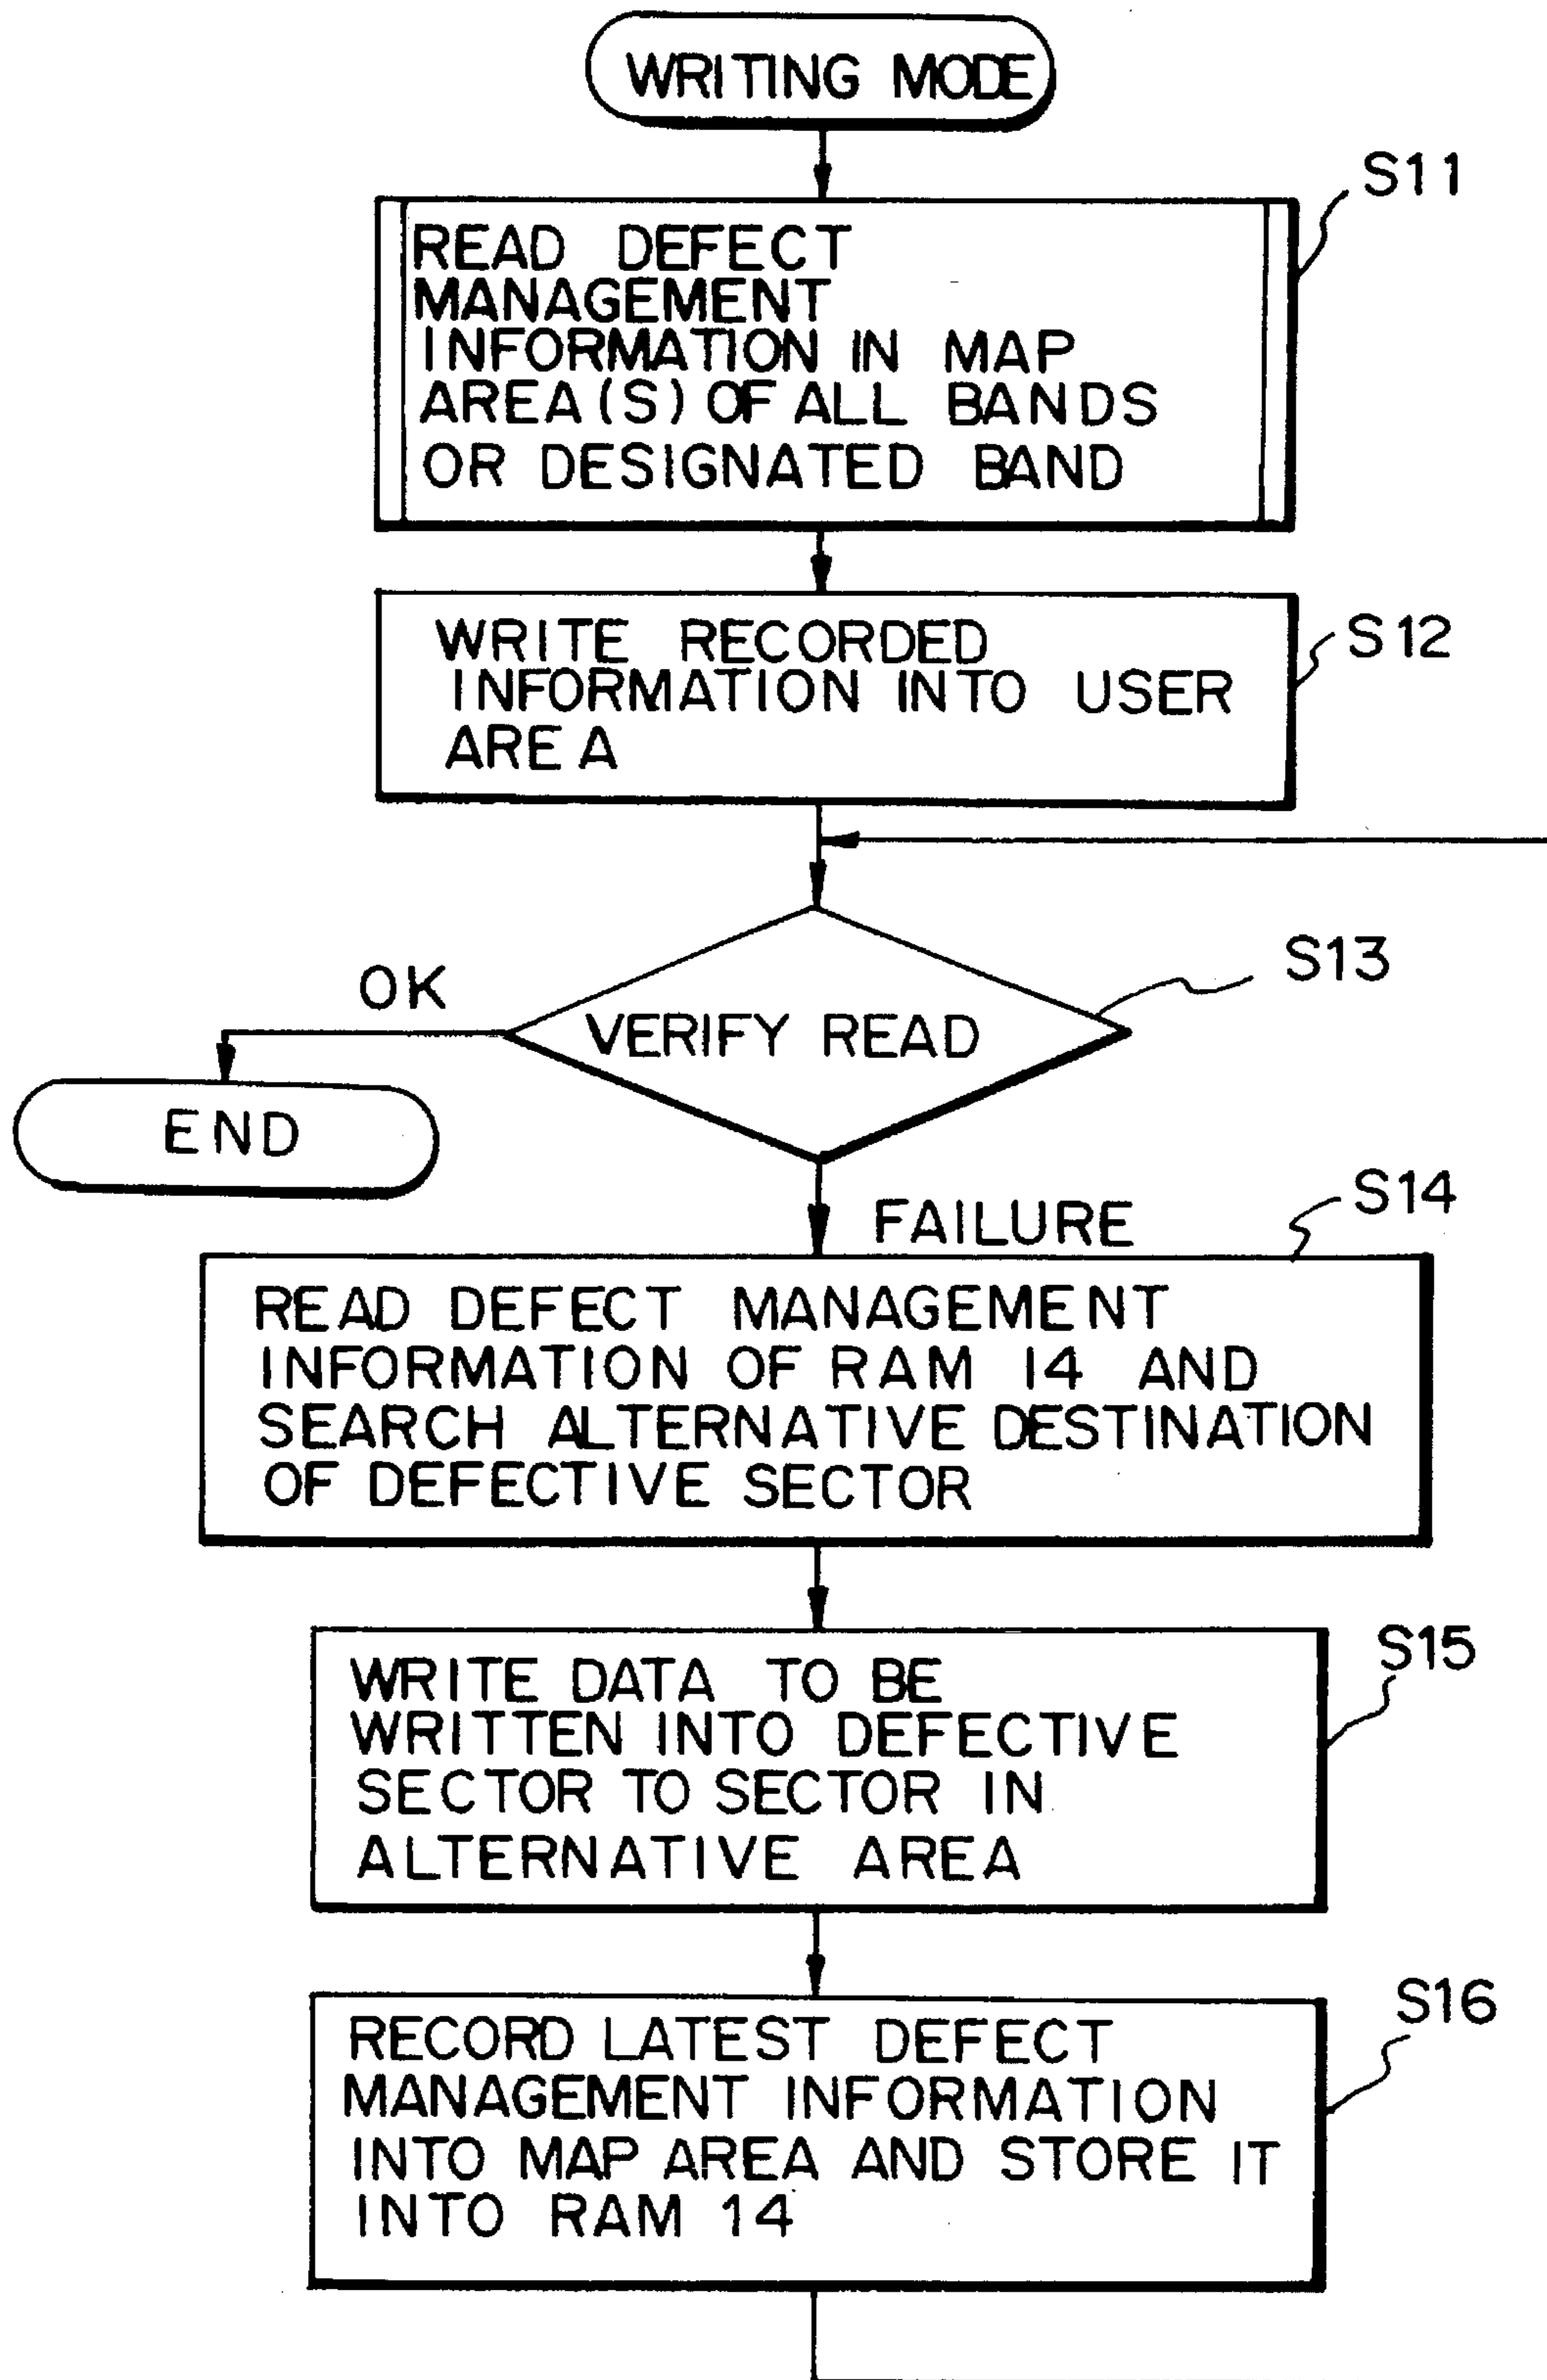 WRITING MODE
S11
READ DEFECT
MANAGEMENT
INFORMATION IN MAP
AREA(S) OF ALL BANDS
OR DESIGNATED BAND
S12
WRITE RECORDED
INFORMATION INTO USER
AREA
S13
OK
VERIFY READ
END
FAILURE
S14
READ DEFECT MANAGEMENT
INFORMATION OF RAM 14 AND
SEARCH ALTERNATIVE DESTINATION
OF DEFECTIVE SECTOR
S15
WRITE DATA TO BE
WRITTEN INTO DEFECTIVE
SECTOR TO SECTOR IN
ALTERNATIVE AREA
S16
RECORD LATEST DEFECT
MANAGEMENT INFORMATION
INTO MAP AREA AND STORE IT
INTO RAM 14